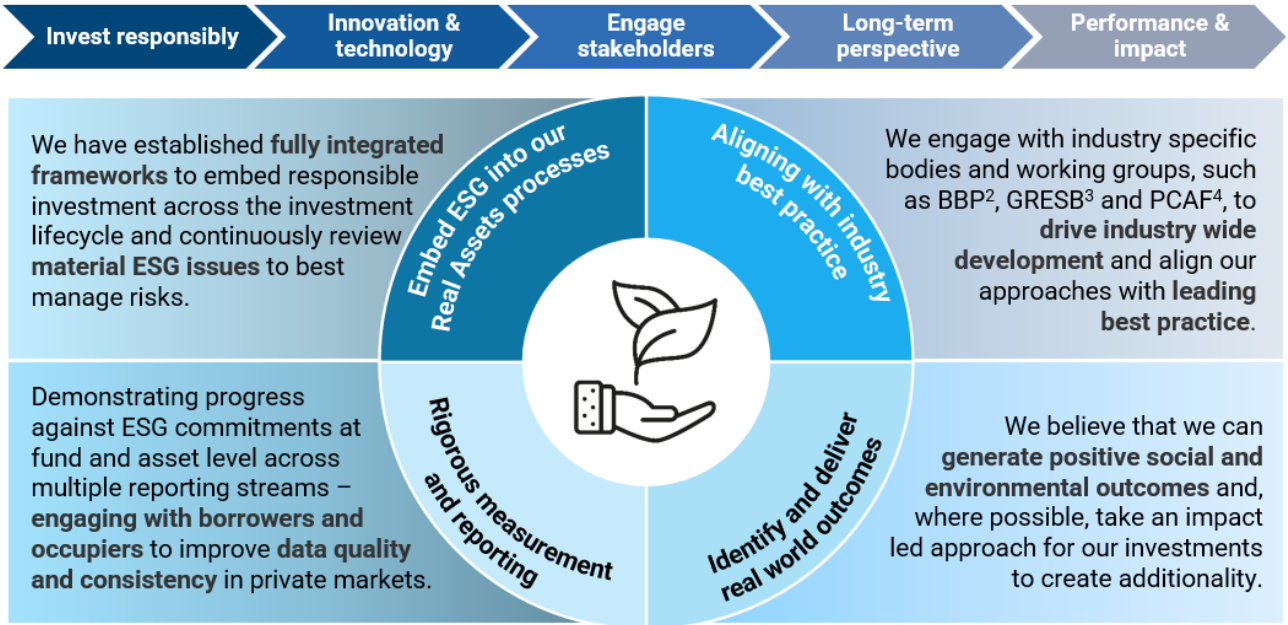 Invest responsibly
Innovation &
technology
Engage
stakeholders
Long-term
perspective
Performance &
impact
We have established fully integrated
frameworks to embed responsible
investment across the investment
lifecycle and continuously review
material ESG issues to best
manage risks.
Embed ESG into our
Real Assets processes
Aligning with industry
best practice
We engage with industry specific
bodies and working groups, such
as BBP², GRESB³ and PCAF⁴, to
drive industry wide
development and align our
approaches with leading
best practice.
Demonstrating progress
against ESG commitments at
fund and asset level across
multiple reporting streams –
engaging with borrowers and
occupiers to improve data quality
and consistency in private markets.
Rigorous measurement
and reporting
Identify and deliver
real world outcomes
We believe that we can
generate positive social and
environmental outcomes and,
where possible, take an impact
led approach for our investments
to create additionality.